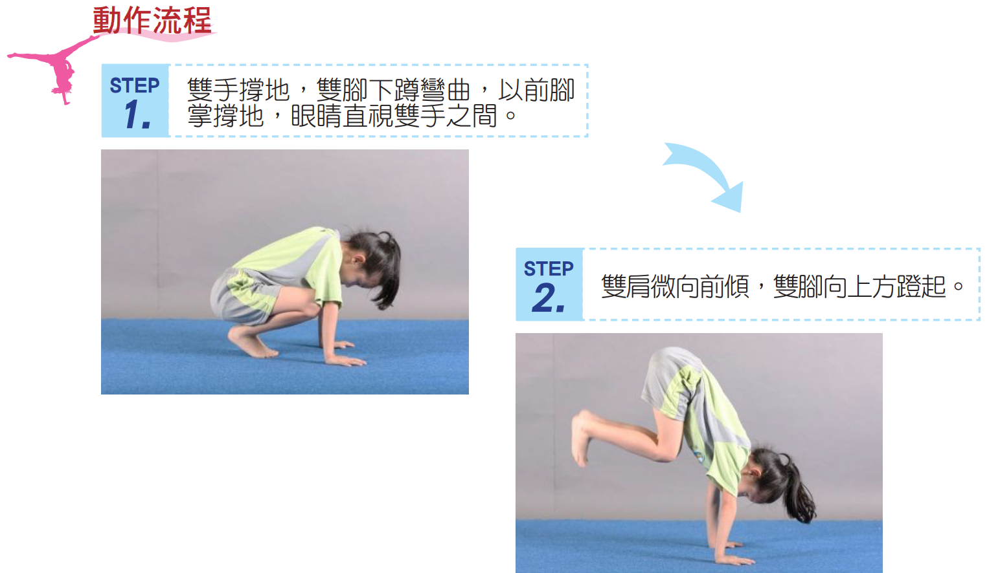 動作流程
STEP
1.
雙手撐地，雙腳下蹲彎曲，以前腳
掌撐地，眼睛直視雙手之間。
STEP
2.
雙肩微向前傾，雙腳向上方蹬起。